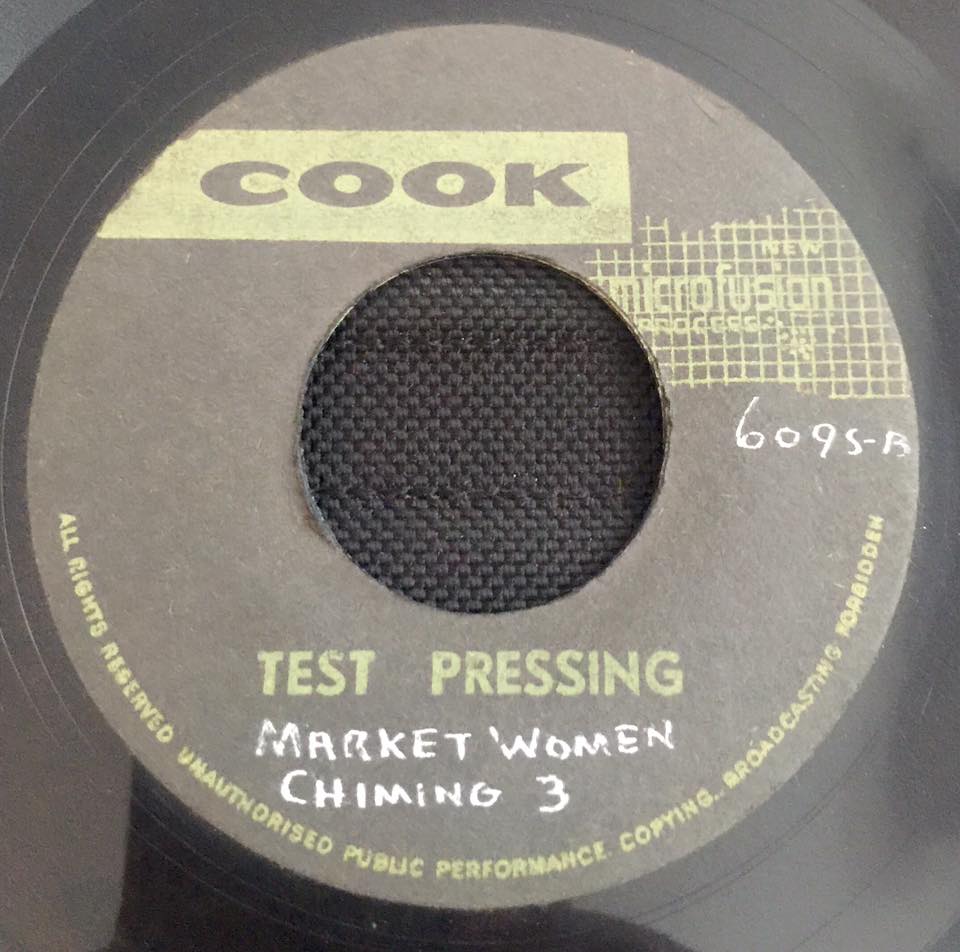 COOK
NEW
microfusion
PROCESS
6095-B
TEST PRESSING
MARKET WOMEN
CHIMING 3
ALL RIGHTS RESERVED UNAUTHORISED PUBLIC PERFORMANCE. COPYING.. BROADCASTING FORBIDDEN